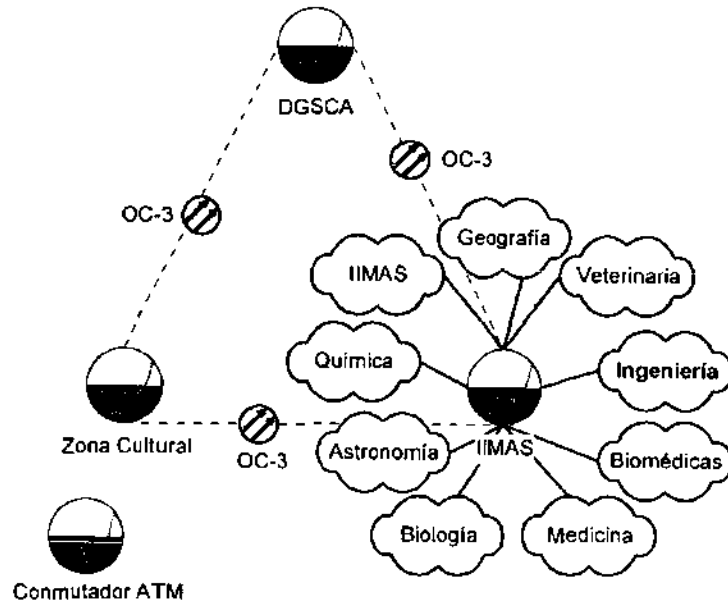 DGSCA
OC-3
OC-3
Geografía
IIMAS
Veterinaria
Química
Ingeniería
Zona Cultural
OC-3
Astronomía
IIMAS
Biomédicas
Biología
Medicina
Conmutador ATM